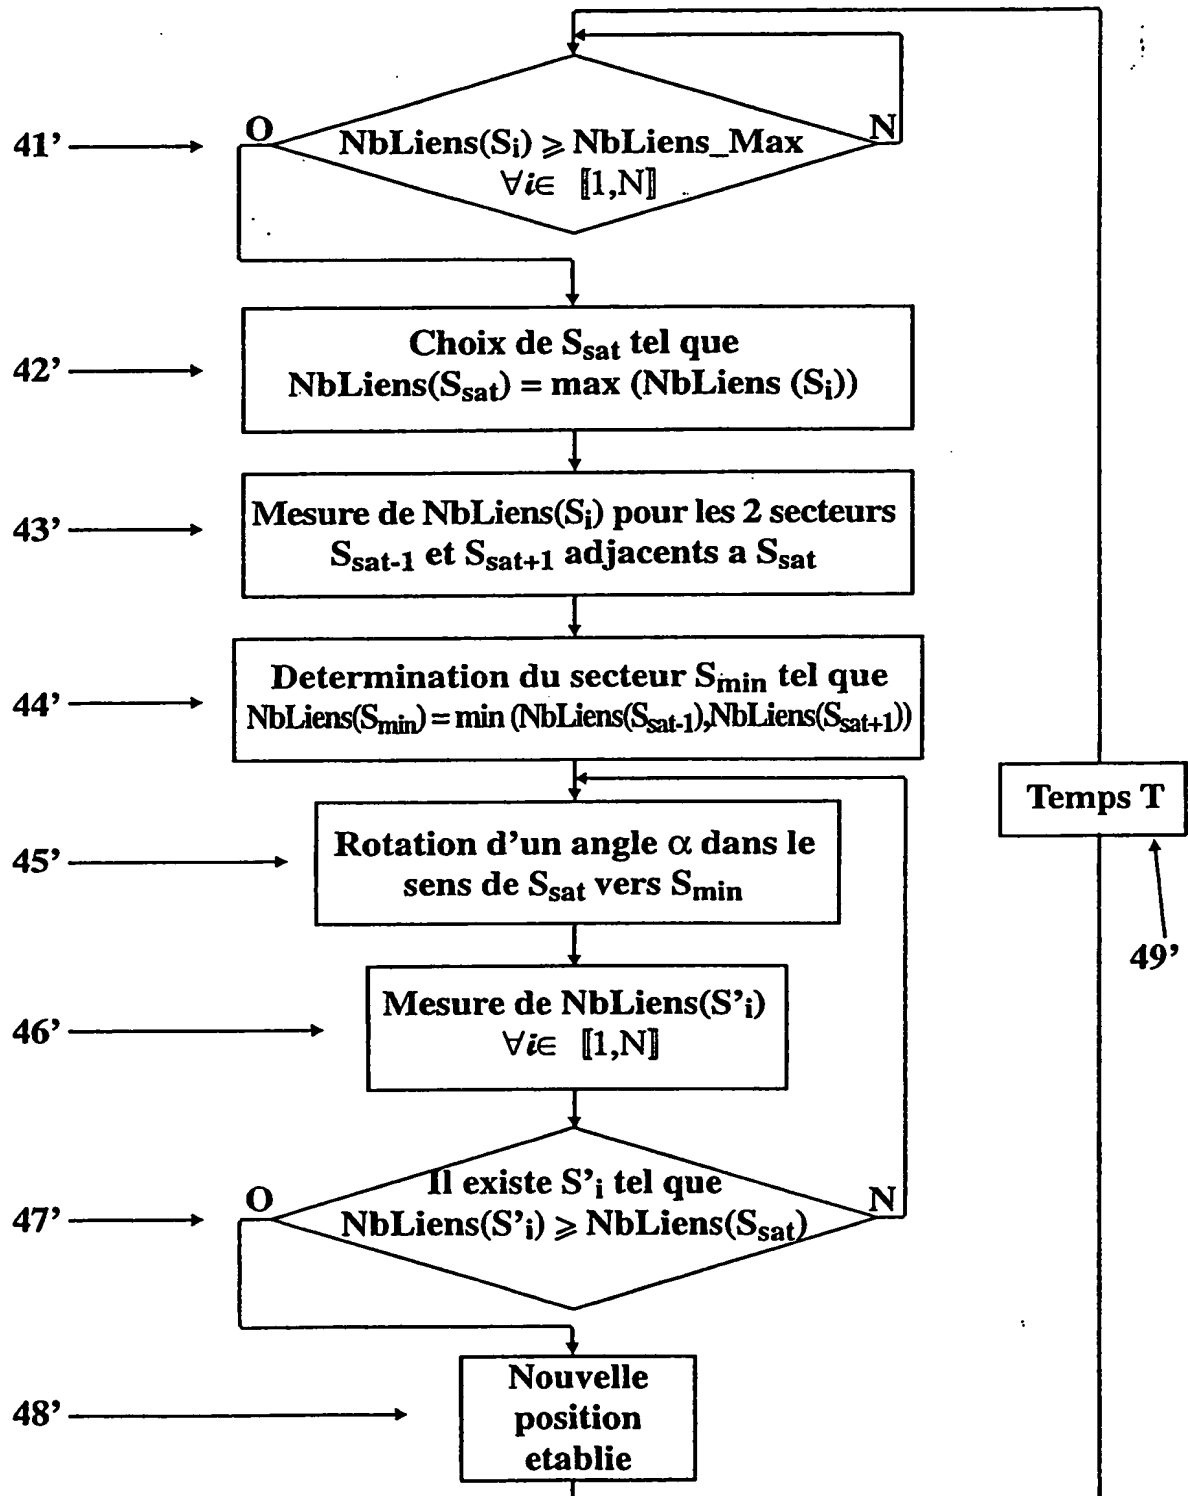 O
N
41’
NbLiens(Si) ⩾ NbLiens_Max
∀i∈ ⟦1,N⟧
42’
Choix de Ssat tel que
NbLiens(Ssat) = max (NbLiens (Si))
43’
Mesure de NbLiens(Si) pour les 2 secteurs
Ssat-1 et Ssat+1 adjacents a Ssat
44’
Determination du secteur Smin tel que
NbLiens(Smin) = min (NbLiens(Ssat-1),NbLiens(Ssat+1))
Temps T
49’
45’
Rotation d'un angle α dans le
sens de Ssat vers Smin
46’
Mesure de NbLiens(S’i)
∀i∈ ⟦1,N⟧
O
N
47’
Il existe S’i tel que
NbLiens(S’i) ⩾ NbLiens(Ssat)
48’
Nouvelle
position
etablie